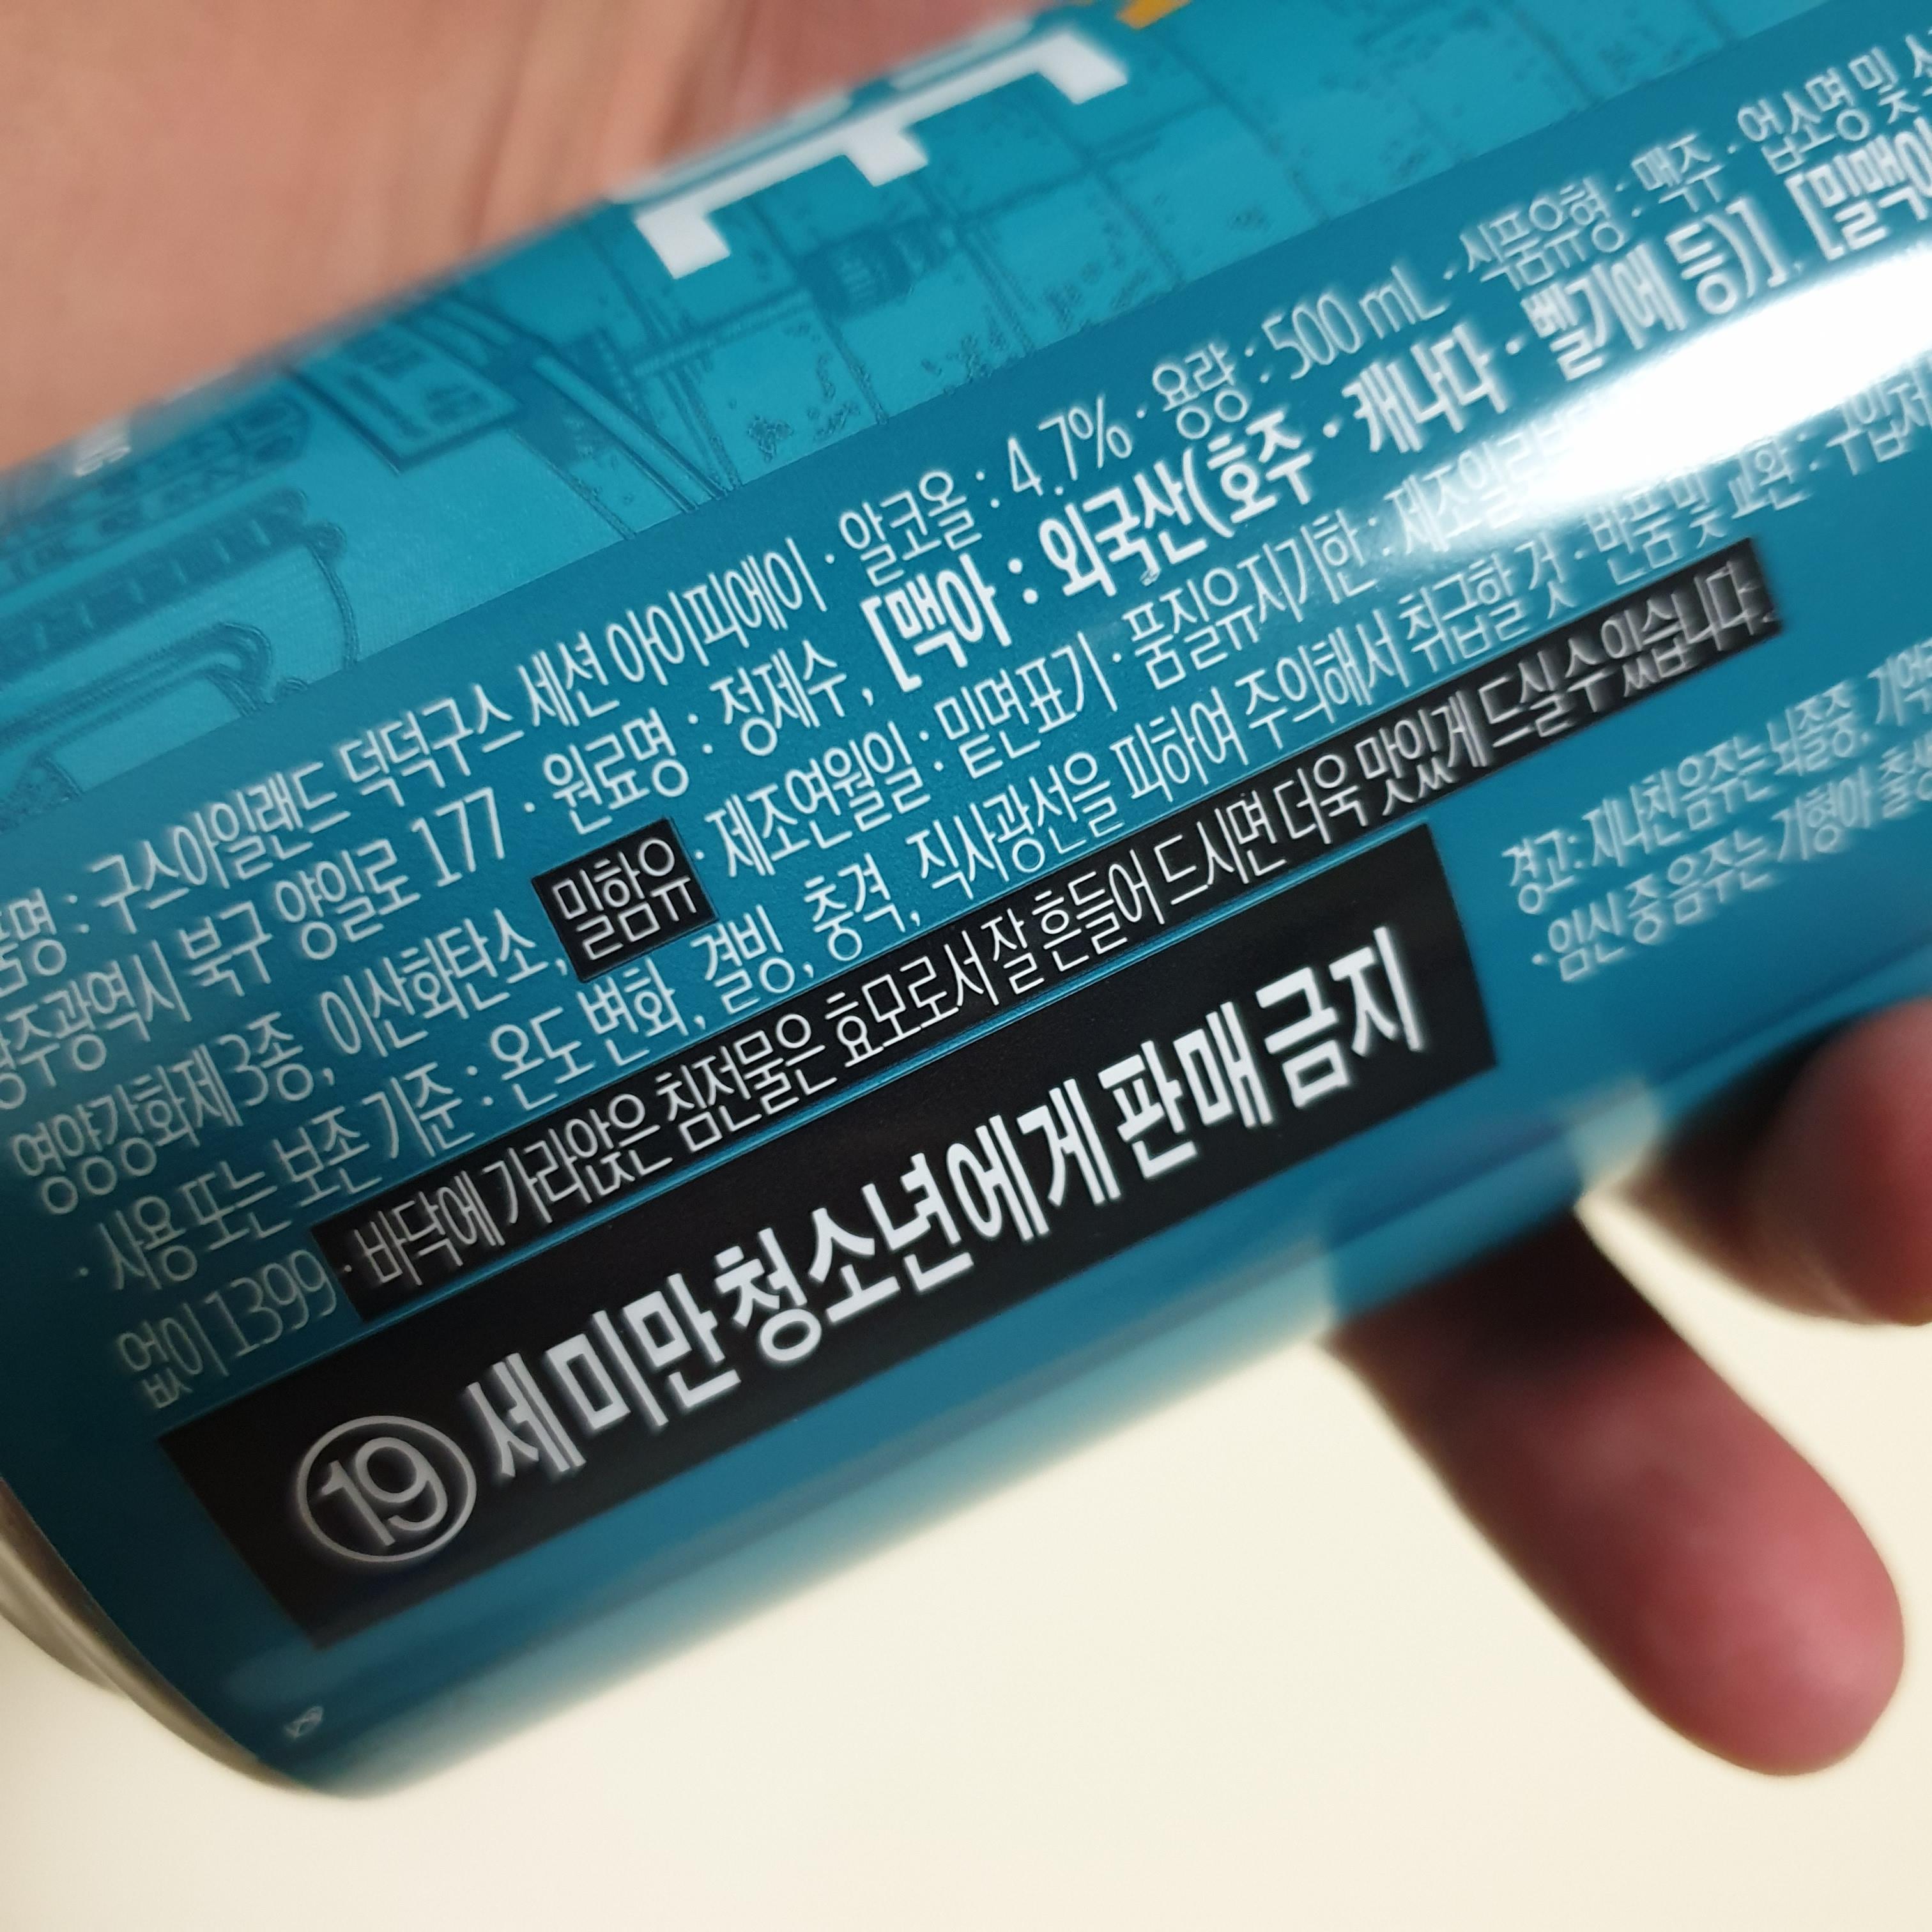 품명 : 구스아일랜드 덕덕구스 세션 아이피에이 · 알코올 : 4.7% · 용량 : 500 mL · 식품유형 : 맥주 · 업소명 및
광주광역시 북구 양일로 177 · 원료명 : 정제수, [맥아 : 외국산(호주 · 캐나다 · 벨기에 등)], [밀맥아
영양강화제3종, 이산화탄소, 밀함유 · 제조연월일 : 밑면표기 · 품질유지기한 : 제조일로부
· 사용 또는 보존 기준 : 온도 변화, 결빙, 충격, 직사광선을 피하여 주의해서 취급할 것 · 반품 및 교환 : 구입처
없이 1399 · 바닥에 가라앉은 침전물은 효모로서 잘 흔들어 드시면 더욱 맛있게 드실 수 있습니다.
19 세 미만 청소년에게 판매 금지
경고: 지나친 음주는 뇌졸중, 기억
· 임신 중 음주는 기형아 출생